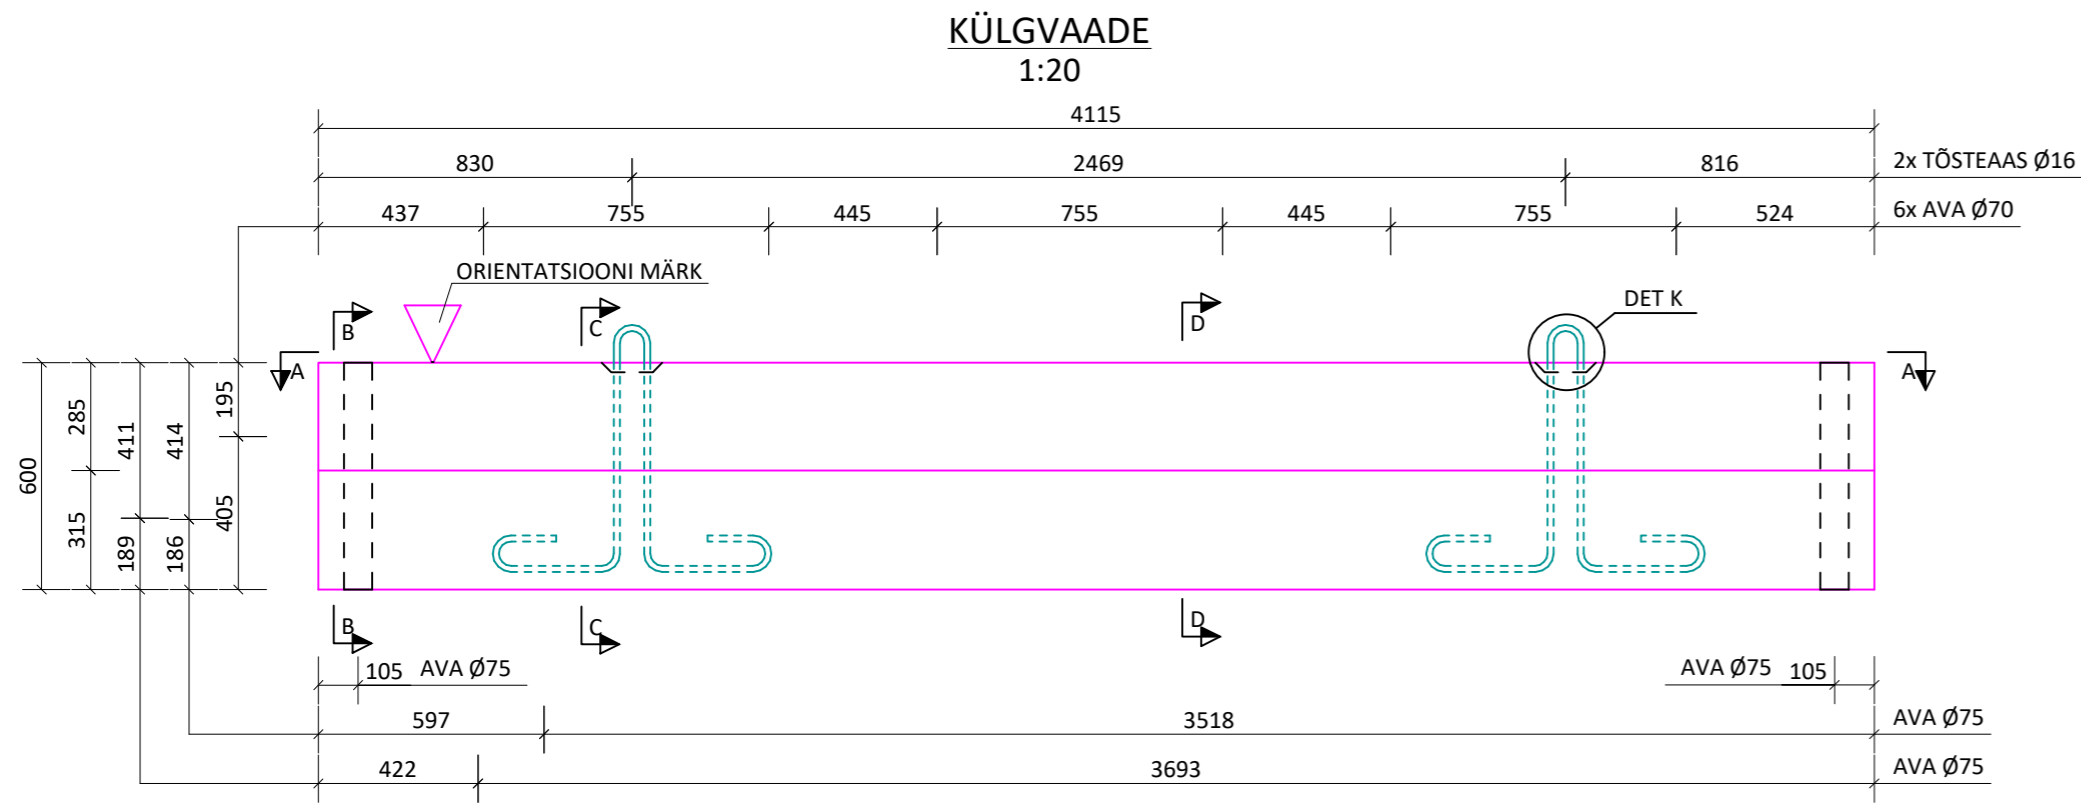 KÜLGVAADE
1:20
4115
830 2469 816 2x TÕSTEAAS Ø16
437 755 445 755 445 755 524 6x AVA Ø70
ORIENTATSIOONI MÄRK
DET K
B C D
A A
600 285 315 411 189 414 186 195 405
B C D
105 AVA Ø75 AVA Ø75 105
597 3518 AVA Ø75
422 3693 AVA Ø75